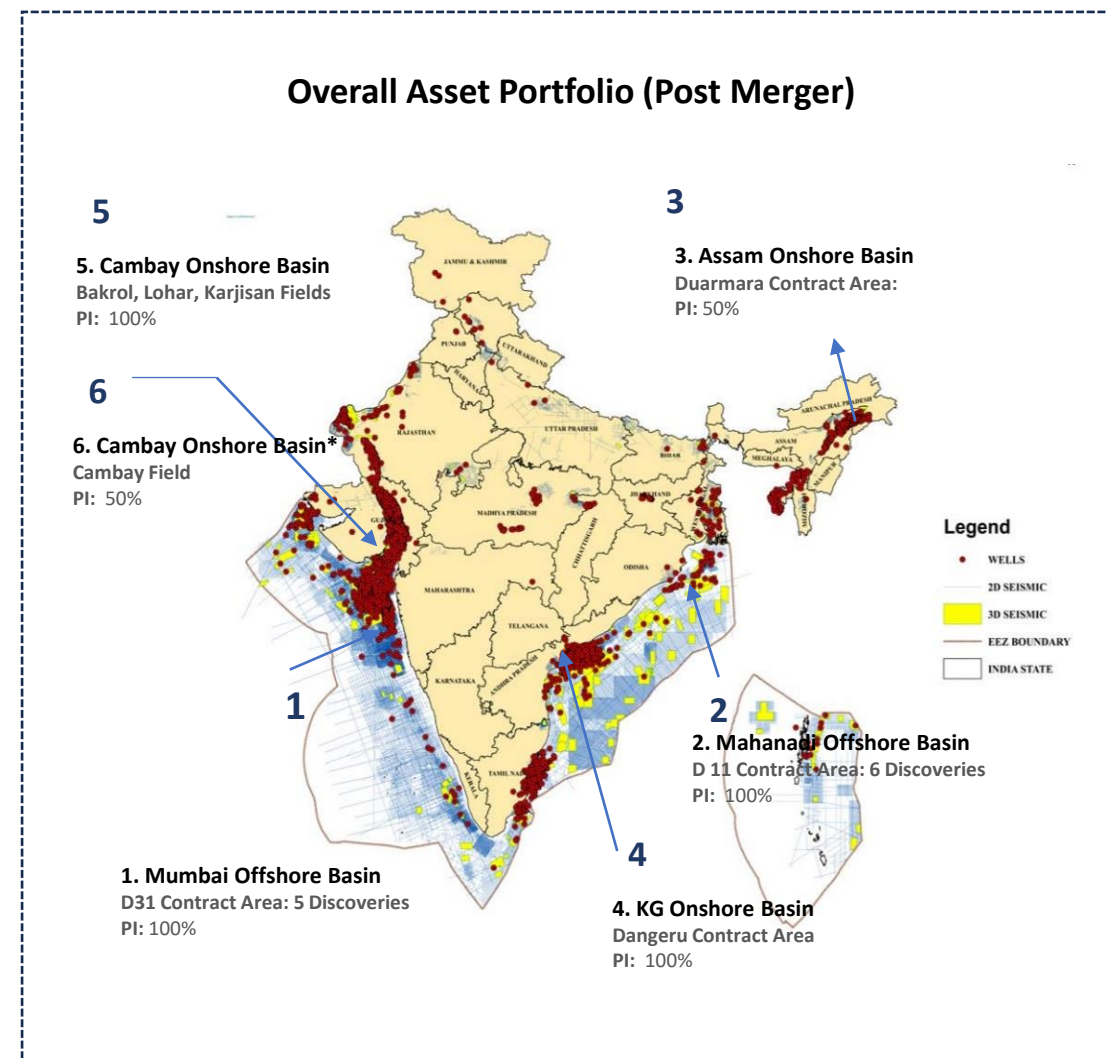 Overall Asset Portfolio (Post Merger)
5
5. Cambay Onshore Basin
Bakrol, Lohar, Karjisan Fields
PI: 100%
3
3. Assam Onshore Basin
Duarmara Contract Area:
PI: 50%
6
6. Cambay Onshore Basin*
Cambay Field
PI: 50%
JAMMU & KASHMIR
PUNJAB
UTTARAKHAND
HARYANA
RAJASTHAN
UTTAR PRADESH
BIHAR
ARUNACHAL PRADESH
ASSAM
MEGHALAYA
MANIPUR
MADHYA PRADESH
CHHATTISGARH
ODISHA
MAHARASHTRA
TELANGANA
ANDHRA PRADESH
KARNATAKA
KERALA
Legend
WELLS
2D SEISMIC
3D SEISMIC
EEZ BOUNDARY
INDIA STATE
1
2
2. Mahanadi Offshore Basin
D 11 Contract Area: 6 Discoveries
PI: 100%
4
1. Mumbai Offshore Basin
D31 Contract Area: 5 Discoveries
PI: 100%
4. KG Onshore Basin
Dangeru Contract Area
PI: 100%